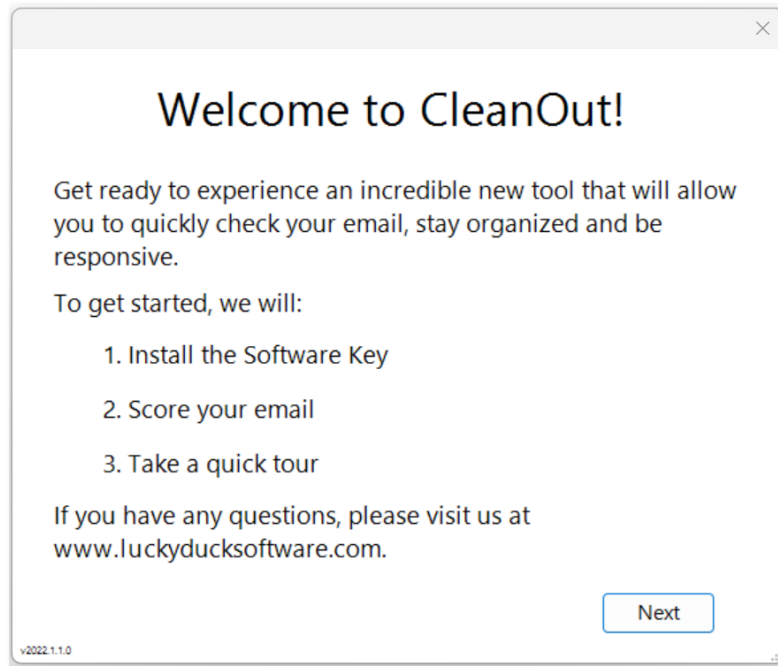 Welcome to CleanOut!
Get ready to experience an incredible new tool that will allow
you to quickly check your email, stay organized and be
responsive.
To get started, we will:
1. Install the Software Key
2. Score your email
3. Take a quick tour
If you have any questions, please visit us at
www.luckyducksoftware.com.
Next
v2022.1.1.0